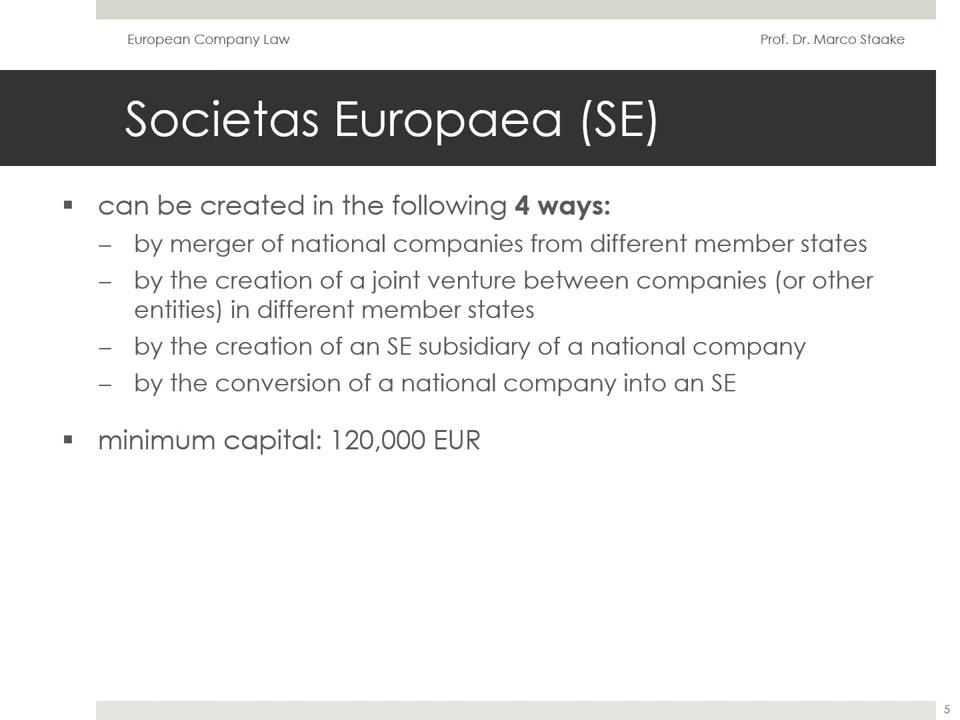 European Company Law
Prof. Dr. Marco Staake
Societas Europaea (SE)
▪ can be created in the following 4 ways:
– by merger of national companies from different member states
– by the creation of a joint venture between companies (or other
entities) in different member states
– by the creation of an SE subsidiary of a national company
– by the conversion of a national company into an SE
▪ minimum capital: 120,000 EUR
5